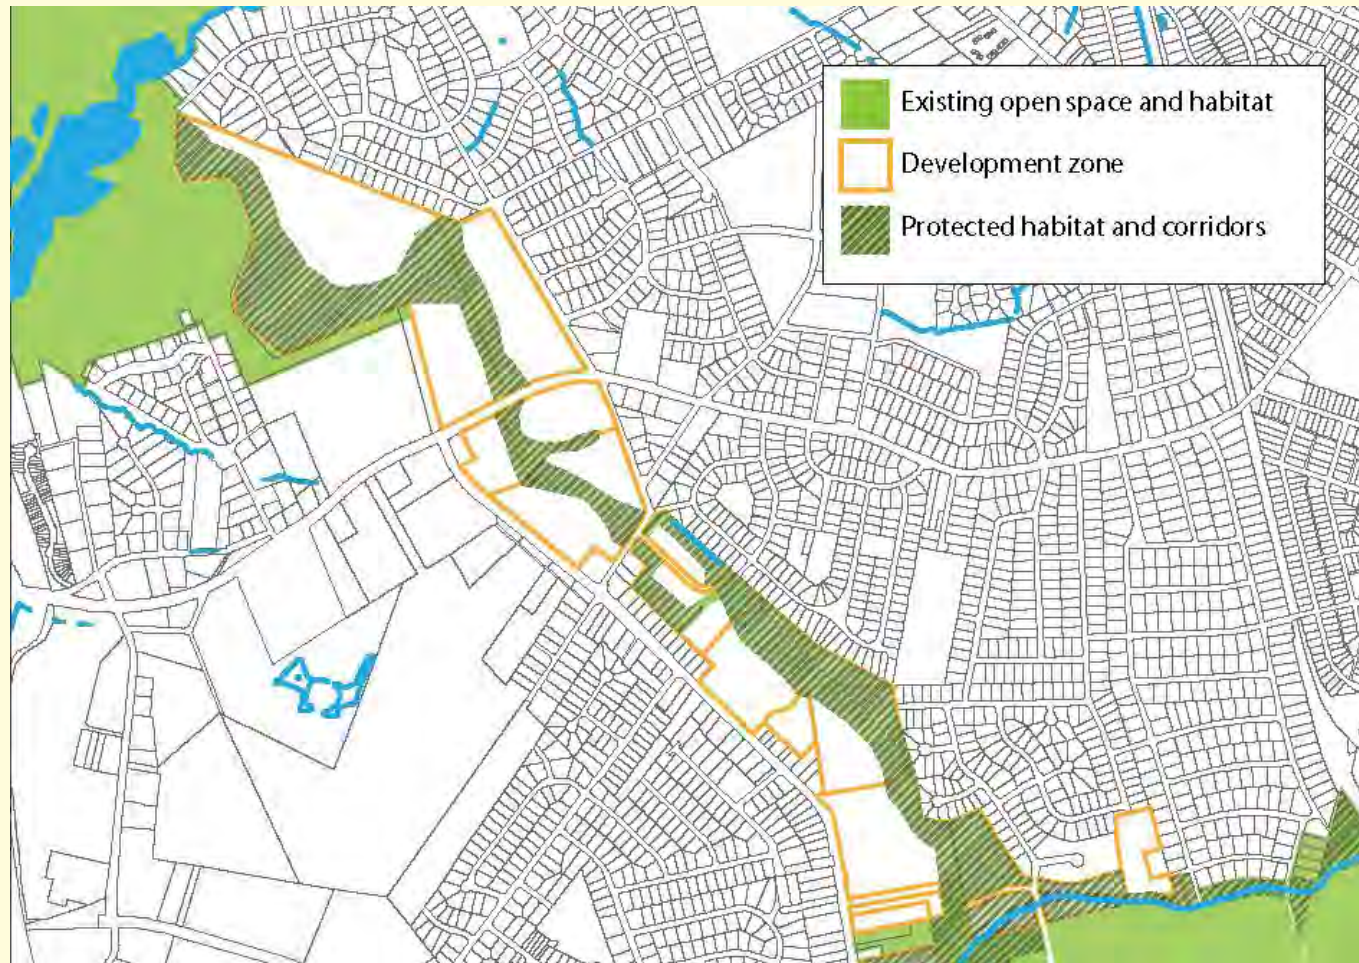 Existing open space and habitat
Development zone
Protected habitat and corridors